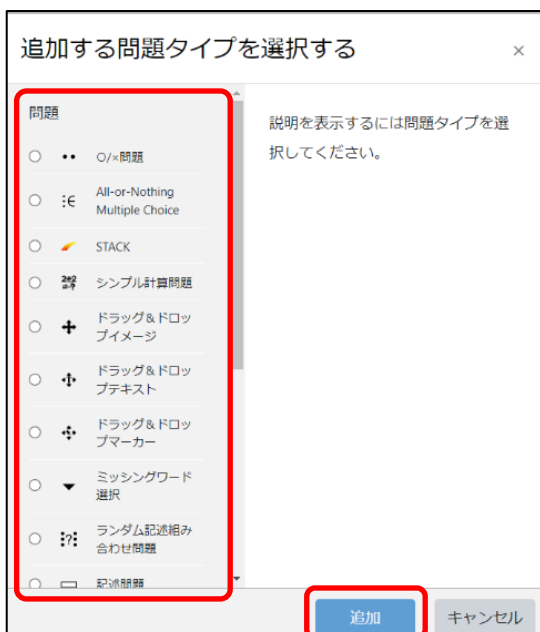 追加する問題タイプを選択する ×
問題
説明を表示するには問題タイプを選
択してください。
O/×問題
All-or-Nothing
Multiple Choice
STACK
シンプル計算問題
ドラッグ&ドロッ
プイメージ
ドラッグ&ドロッ
プテキスト
ドラッグ&ドロッ
プマーカー
ミッシングワード
選択
ランダム記述組み
合わせ問題
記述問題
追加 キャンセル